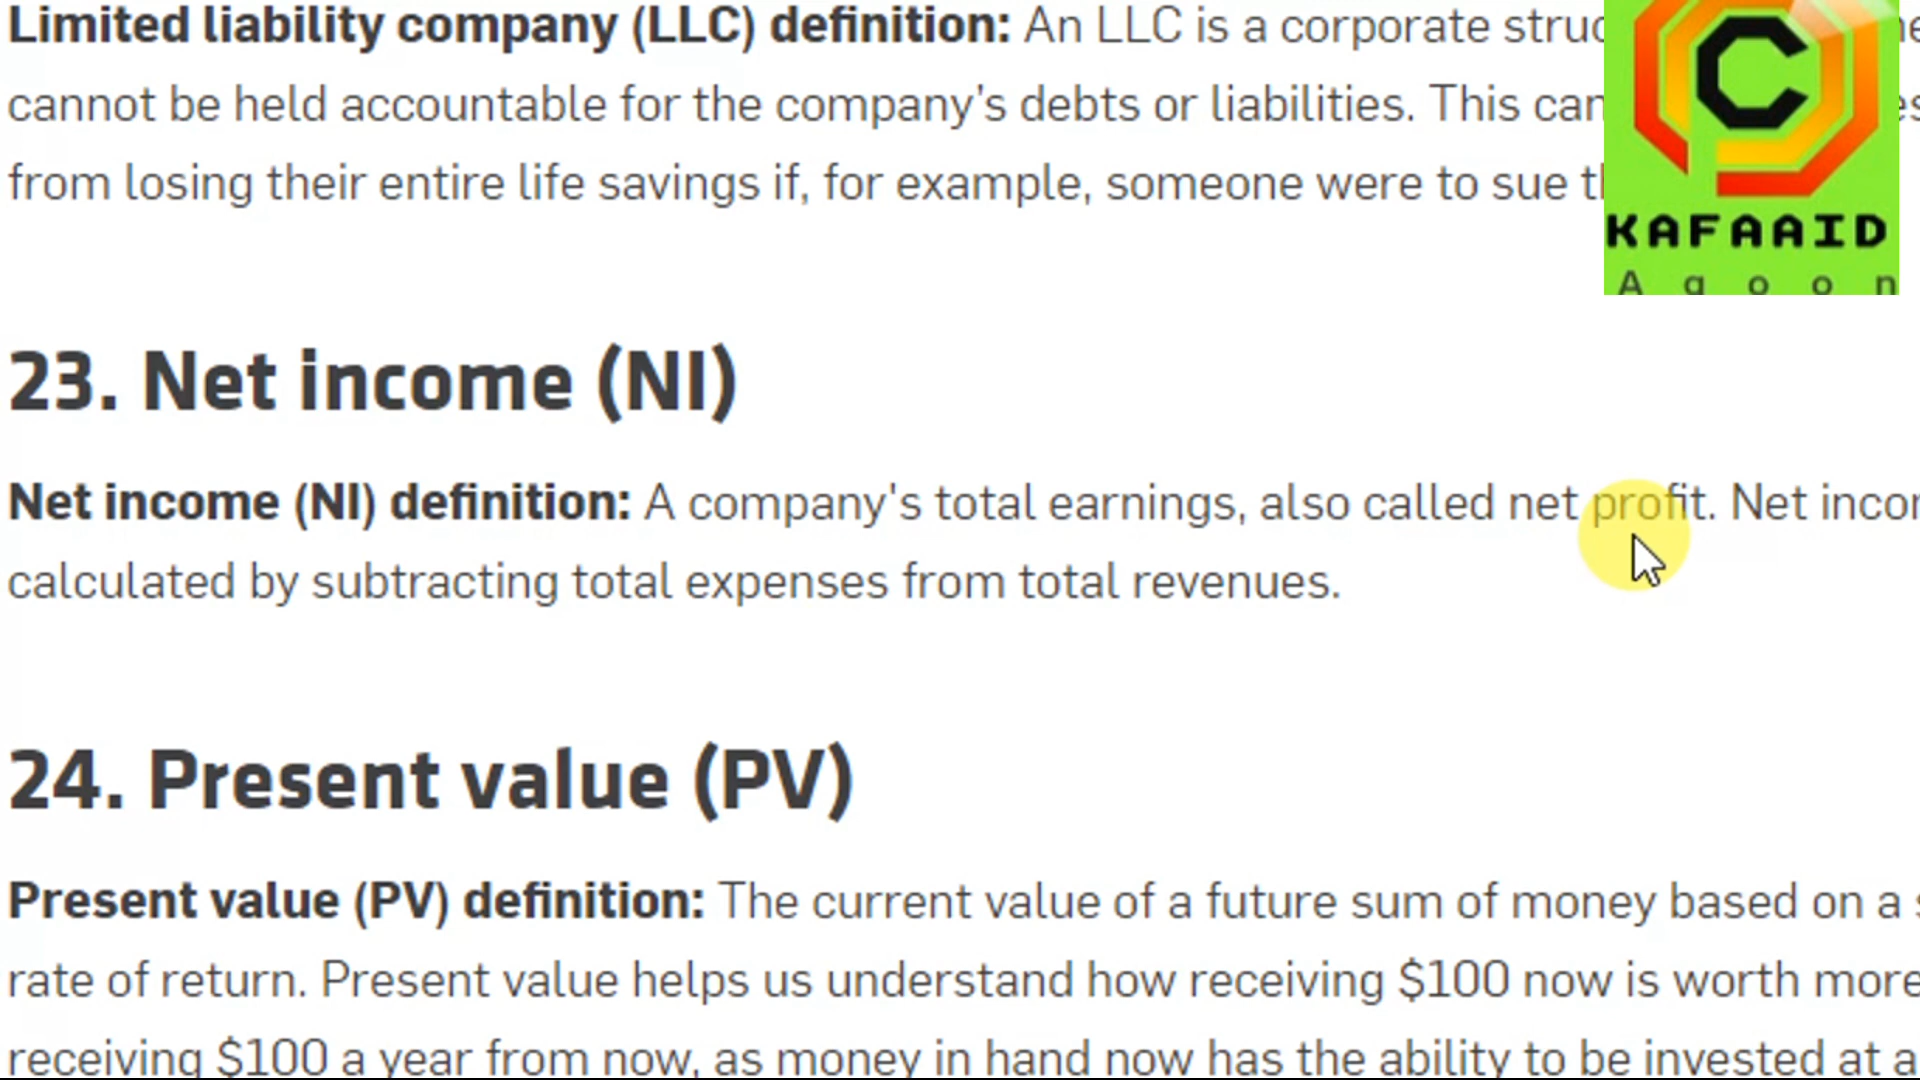 Limited liability company (LLC) definition: An LLC is a corporate
cannot be held accountable for the company's debts or liabilities. This can
from losing their entire life savings if, for example, someone were to sue
KAFAAID
A q o o n
23. Net income (NI)
Net income (NI) definition: A company's total earnings, also called net profit. Net
calculated by subtracting total expenses from total revenues.
24. Present value (PV)
Present value (PV) definition: The current value of a future sum of money based on a
rate of return. Present value helps us understand how receiving $100 now is worth more
receiving $100 a year from now, as money in hand now has the ability to be invested at a